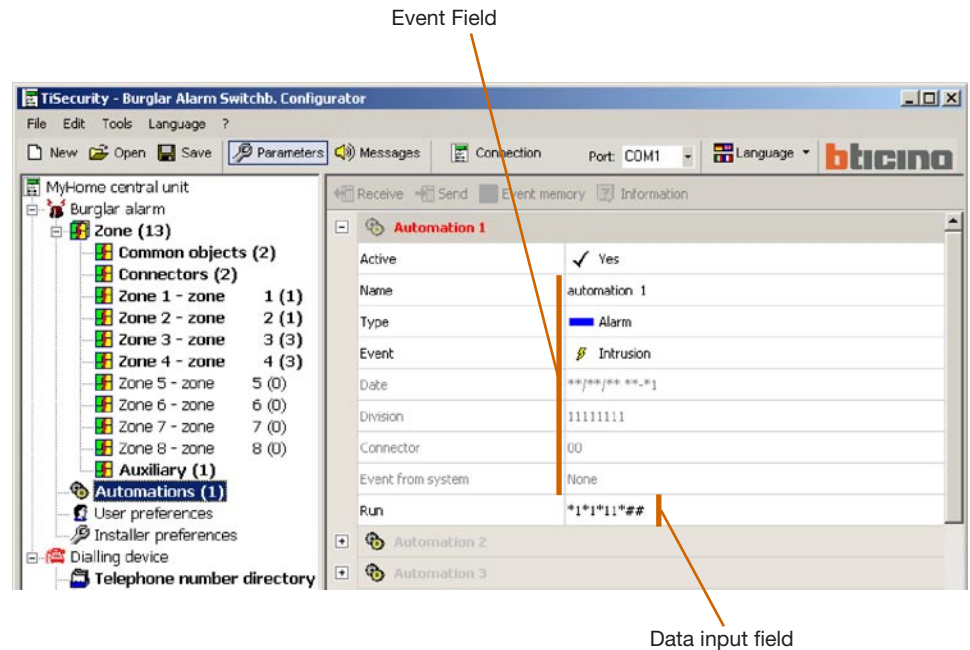 Event Field
TiSecurity - Burglar Alarm Switchb. Configurator
File Edit Tools Language ?
New Open Save Parameters Messages Connection Port: COM1 Language bticino
MyHome central unit
Receive Send Event memory Information
Burglar alarm
Zone (13)
Common objects (2)
Connectors (2)
Zone 1 - zone 1 (1)
Zone 2 - zone 2 (1)
Zone 3 - zone 3 (3)
Zone 4 - zone 4 (3)
Zone 5 - zone 5 (0)
Zone 6 - zone 6 (0)
Zone 7 - zone 7 (0)
Zone 8 - zone 8 (0)
Auxiliary (1)
Automations (1)
User preferences
Installer preferences
Dialling device
Telephone number directory
Automation 1
Active Yes
Name automation 1
Type Alarm
Event Intrusion
Date **/**/** **-*1
Division 11111111
Connector 00
Event from system None
Run *1*1*11*##
Automation 2
Automation 3
Data input field